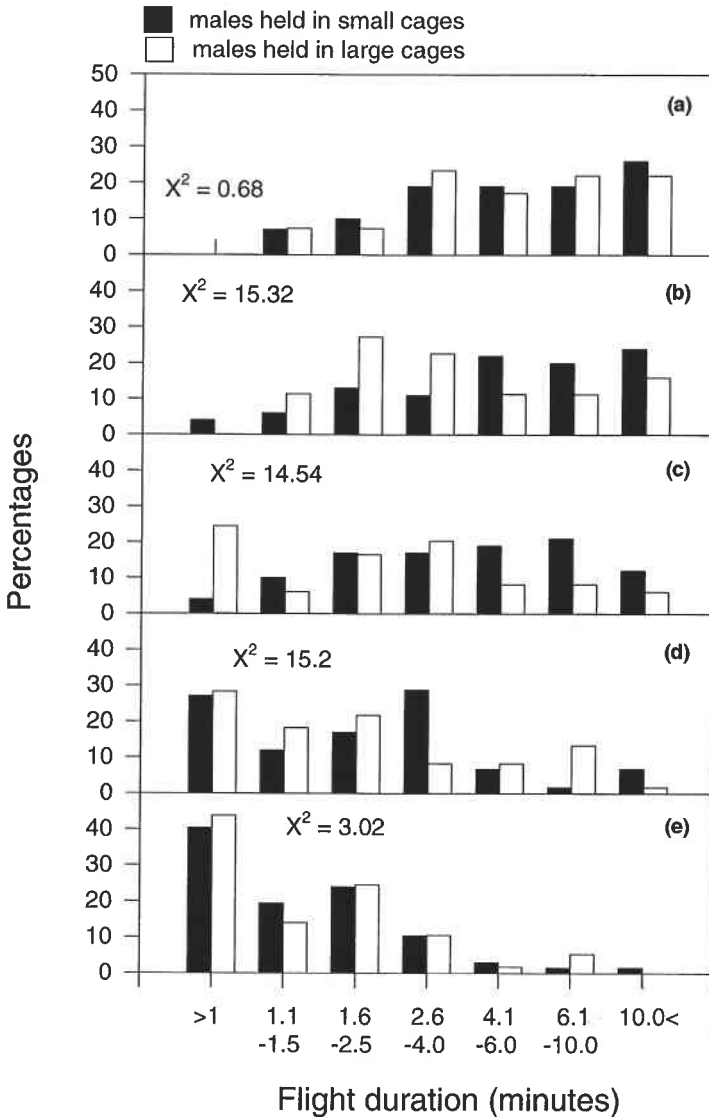 males held in small cages
males held in large cages
50
40
30
20
10
0
(a)
X² = 0.68
40
30
20
10
0
(b)
X² = 15.32
40
30
20
10
0
(c)
X² = 14.54
40
30
20
10
0
(d)
X² = 15.2
40
30
20
10
0
(e)
X² = 3.02
Percentages
>1 1.1 1.6 2.6 4.1 6.1 10.0<
-1.5 -2.5 -4.0 -6.0 -10.0
Flight duration (minutes)